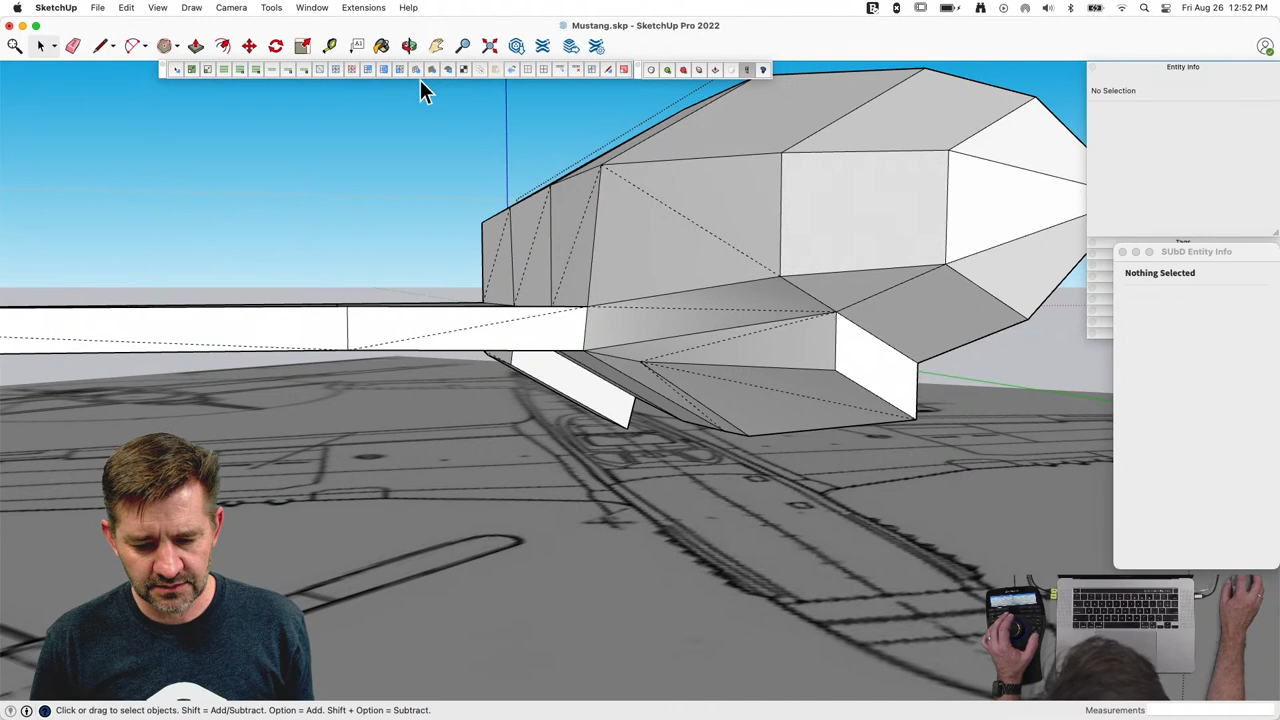 SketchUp File Edit View Draw Camera Tools Window Extensions Help
Fri Aug 26 12:52 PM
Mustang.skp - SketchUp Pro 2022
Entity Info
No Selection
Tags
SUbD Entity Info
Nothing Selected
Click or drag to select objects. Shift = Add/Subtract. Option = Add. Shift + Option = Subtract.
Measurements